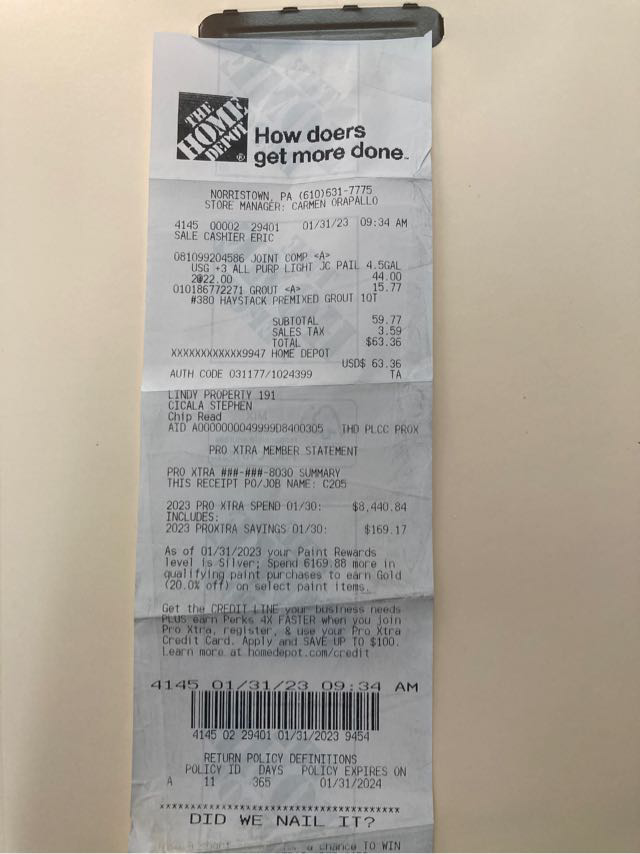 THE
HOME
DEPOT
How doers
get more done.
NORRISTOWN, PA (610)631-7775
STORE MANAGER: CARMEN ORAPALLO
4145 00002 29401 01/31/23 09:34 AM
SALE CASHIER ERIC
081099204586 JOINT COMP <A>
USG +3 ALL PURP LIGHT JC PAIL 4.5GAL
2@22.00 44.00
010186772271 GROUT <A> 15.77
#380 HAYSTACK PREMIXED GROUT 1QT
SUBTOTAL 59.77
SALES TAX 3.59
TOTAL $63.36
XXXXXXXXXXXX9947 HOME DEPOT
USD$ 63.36
AUTH CODE 031177/1024399 TA
LINDY PROPERTY 191
CICALA STEPHEN
Chip Read
AID A0000000049999D8400305 THD PLCC PROX
PRO XTRA MEMBER STATEMENT
PRO XTRA ###-###-8030 SUMMARY
THIS RECEIPT PO/JOB NAME: C205
2023 PRO XTRA SPEND 01/30: $8,440.84
INCLUDES:
2023 PROXTRA SAVINGS 01/30: $169.17
As of 01/31/2023 your Paint Rewards
level is Silver; Spend 6169.88 more in
qualifying paint purchases to earn Gold
(20.0% off) on select paint items.
Get the CREDIT LINE your business needs
PLUS earn Perks 4X FASTER when you join
Pro Xtra, register, & use your Pro Xtra
Credit Card. Apply and SAVE UP TO $100.
Learn more at homedepot.com/credit
4145 01/31/23 09:34 AM
4145 02 29401 01/31/2023 9454
RETURN POLICY DEFINITIONS
POLICY ID DAYS POLICY EXPIRES ON
A 11 365 01/31/2024
DID WE NAIL IT?
a chance TO WIN